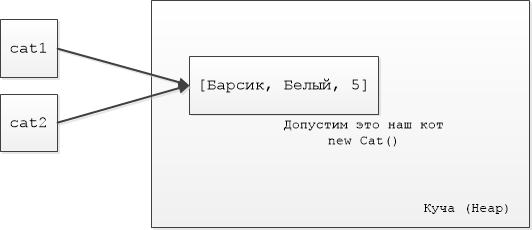 cat1
cat2
[Барсик, Белый, 5]
Допустим это наш кот
new Cat()
Куча (Heap)